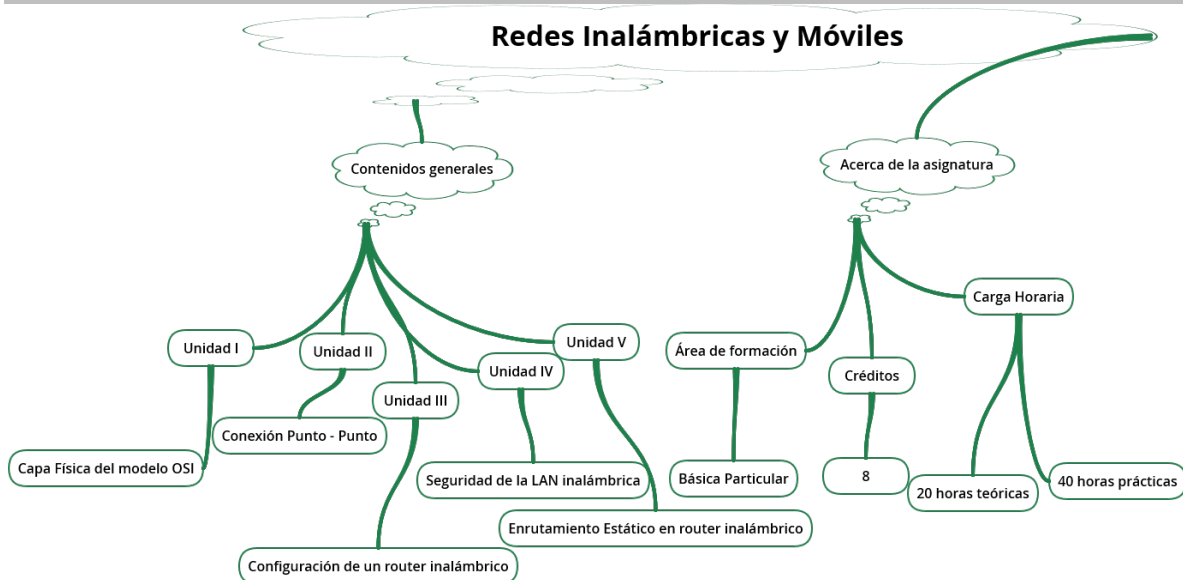 Redes Inalámbricas y Móviles
Contenidos generales
Unidad I
Capa Física del modelo OSI
Unidad II
Conexión Punto - Punto
Unidad III
Configuración de un router inalámbrico
Unidad IV
Seguridad de la LAN inalámbrica
Unidad V
Enrutamiento Estático en router inalámbrico
Acerca de la asignatura
Área de formación
Básica Particular
Créditos
8
Carga Horaria
20 horas teóricas
40 horas prácticas